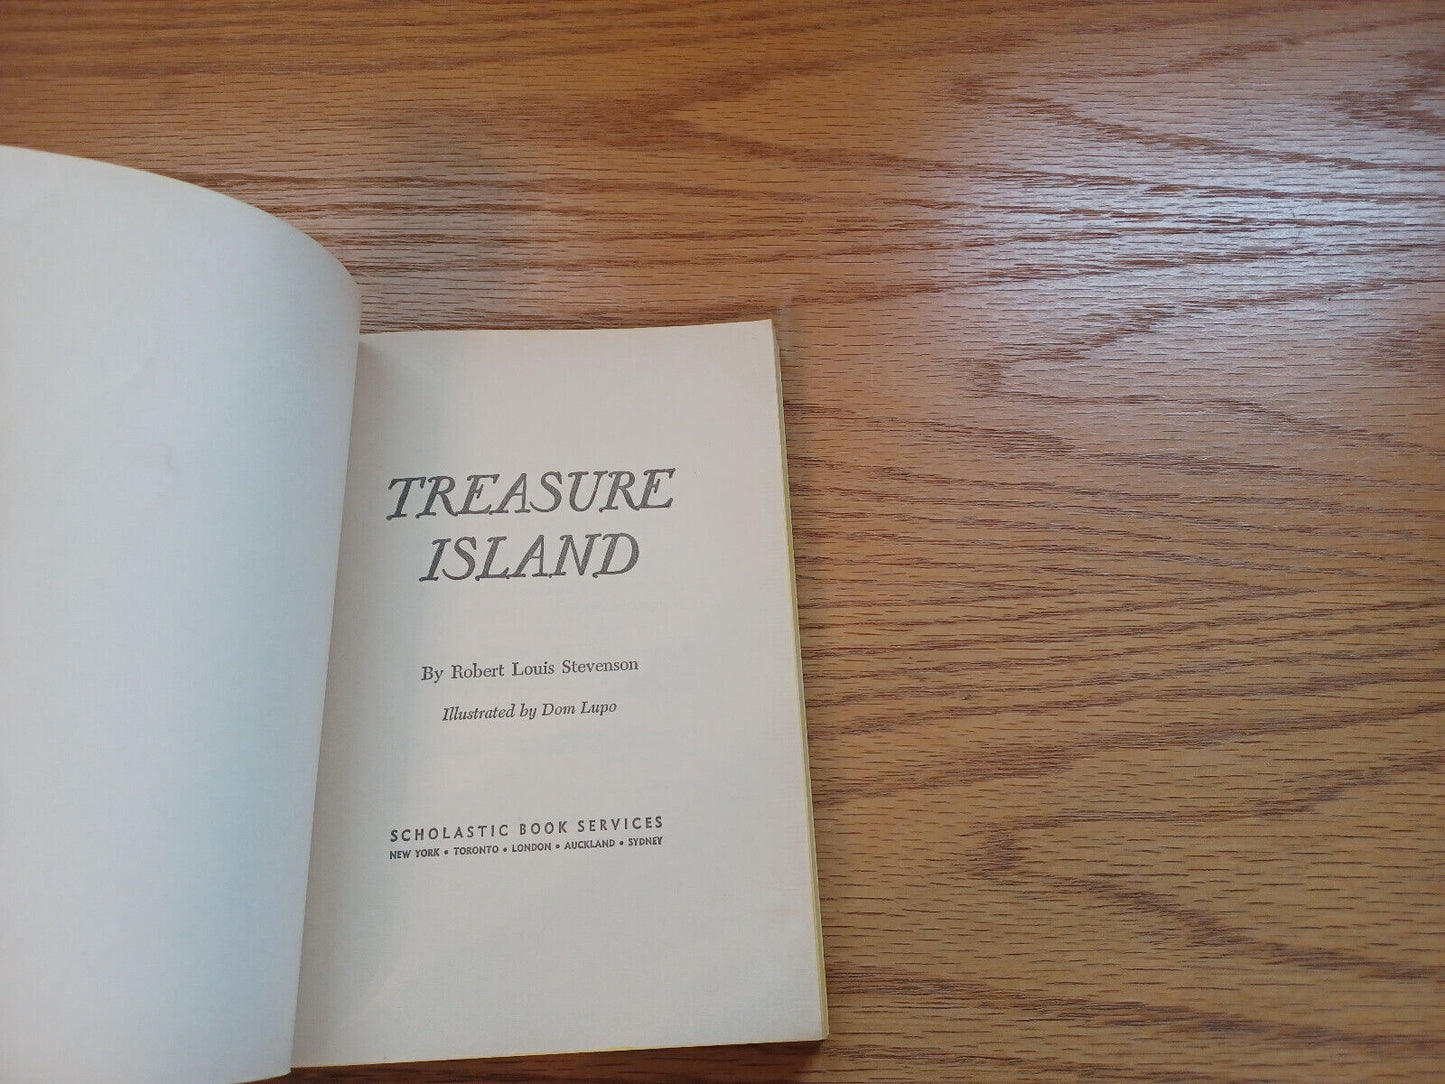 TREASURE
ISLAND
By Robert Louis Stevenson
Illustrated by Dom Lupo
SCHOLASTIC BOOK SERVICES
NEW YORK • TORONTO • LONDON • AUCKLAND • SYDNEY